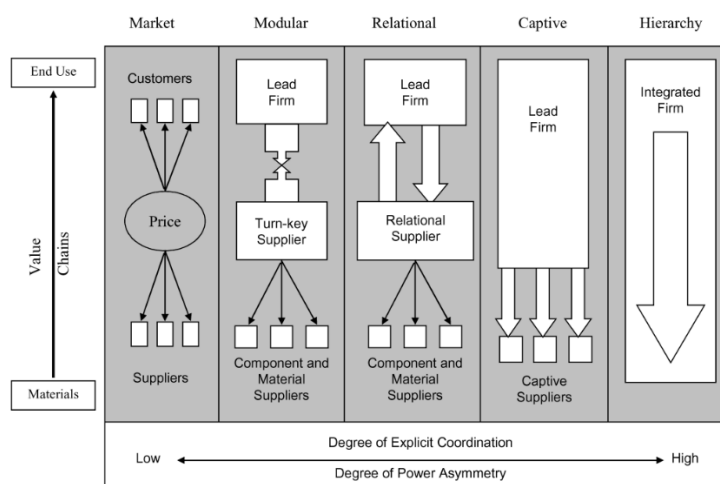 Market
Modular
Relational
Captive
Hierarchy
End Use
Value
Chains
Materials
Customers
Price
Suppliers
Lead
Firm
Turn-key
Supplier
Component and
Material
Suppliers
Lead
Firm
Relational
Supplier
Component and
Material
Suppliers
Lead
Firm
Captive
Suppliers
Integrated
Firm
Degree of Explicit Coordination
Low
High
Degree of Power Asymmetry